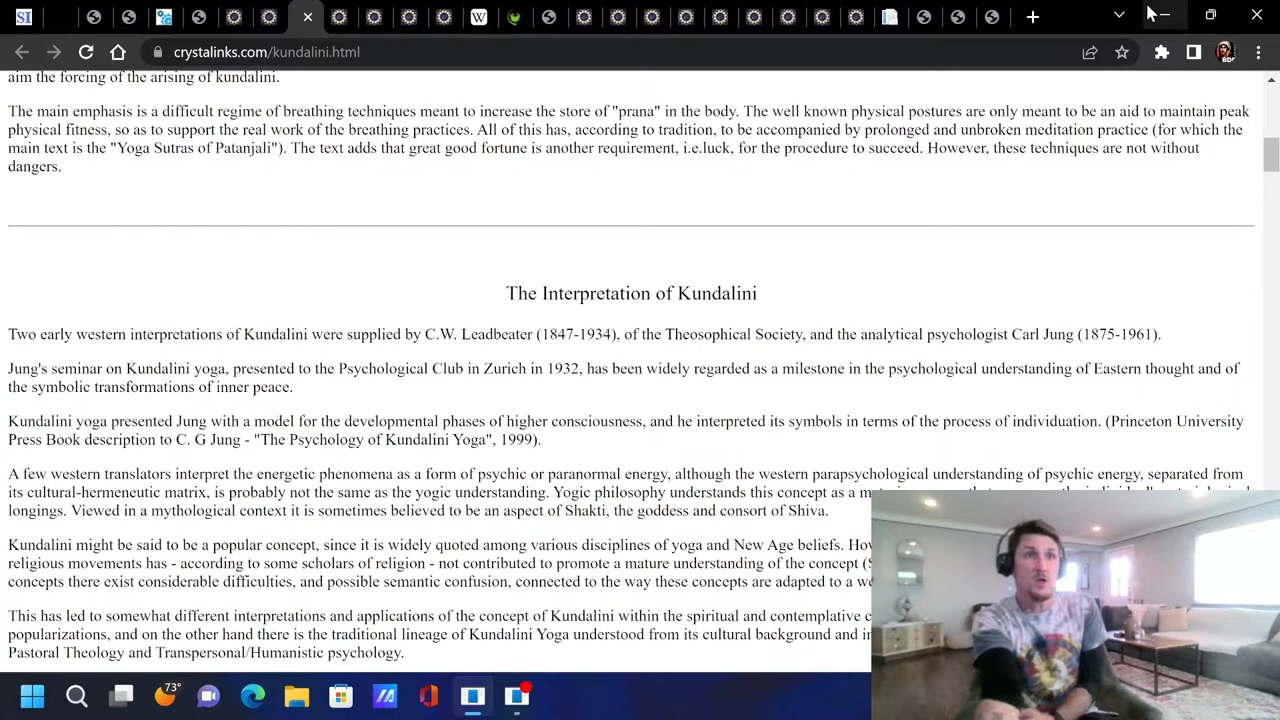 SI
W
crystalinks.com/kundalini.html
BDF
aim the forcing of the arising of kundalini.
The main emphasis is a difficult regime of breathing techniques meant to increase the store of "prana" in the body. The well known physical postures are only meant to be an aid to maintain peak
physical fitness, so as to support the real work of the breathing practices. All of this has, according to tradition, to be accompanied by prolonged and unbroken meditation practice (for which the
main text is the "Yoga Sutras of Patanjali"). The text adds that great good fortune is another requirement, i.e.luck, for the procedure to succeed. However, these techniques are not without
dangers.
The Interpretation of Kundalini
Two early western interpretations of Kundalini were supplied by C.W. Leadbeater (1847-1934), of the Theosophical Society, and the analytical psychologist Carl Jung (1875-1961).
Jung's seminar on Kundalini yoga, presented to the Psychological Club in Zurich in 1932, has been widely regarded as a milestone in the psychological understanding of Eastern thought and of
the symbolic transformations of inner peace.
Kundalini yoga presented Jung with a model for the developmental phases of higher consciousness, and he interpreted its symbols in terms of the process of individuation. (Princeton University
Press Book description to C. G Jung - "The Psychology of Kundalini Yoga", 1999).
A few western translators interpret the energetic phenomena as a form of psychic or paranormal energy, although the western parapsychological understanding of psychic energy, separated from
its cultural-hermeneutic matrix, is probably not the same as the yogic understanding. Yogic philosophy understands this concept as a
longings. Viewed in a mythological context it is sometimes believed to be an aspect of Shakti, the goddess and consort of Shiva.
Kundalini might be said to be a popular concept, since it is widely quoted among various disciplines of yoga and New Age beliefs.
religious movements has - according to some scholars of religion - not contributed to promote a mature understanding of the concept
concepts there exist considerable difficulties, and possible semantic confusion, connected to the way these concepts are adapted to a
This has led to somewhat different interpretations and applications of the concept of Kundalini within the spiritual and contemplative
popularizations, and on the other hand there is the traditional lineage of Kundalini Yoga understood from its cultural background and
Pastoral Theology and Transpersonal/Humanistic psychology.
73°